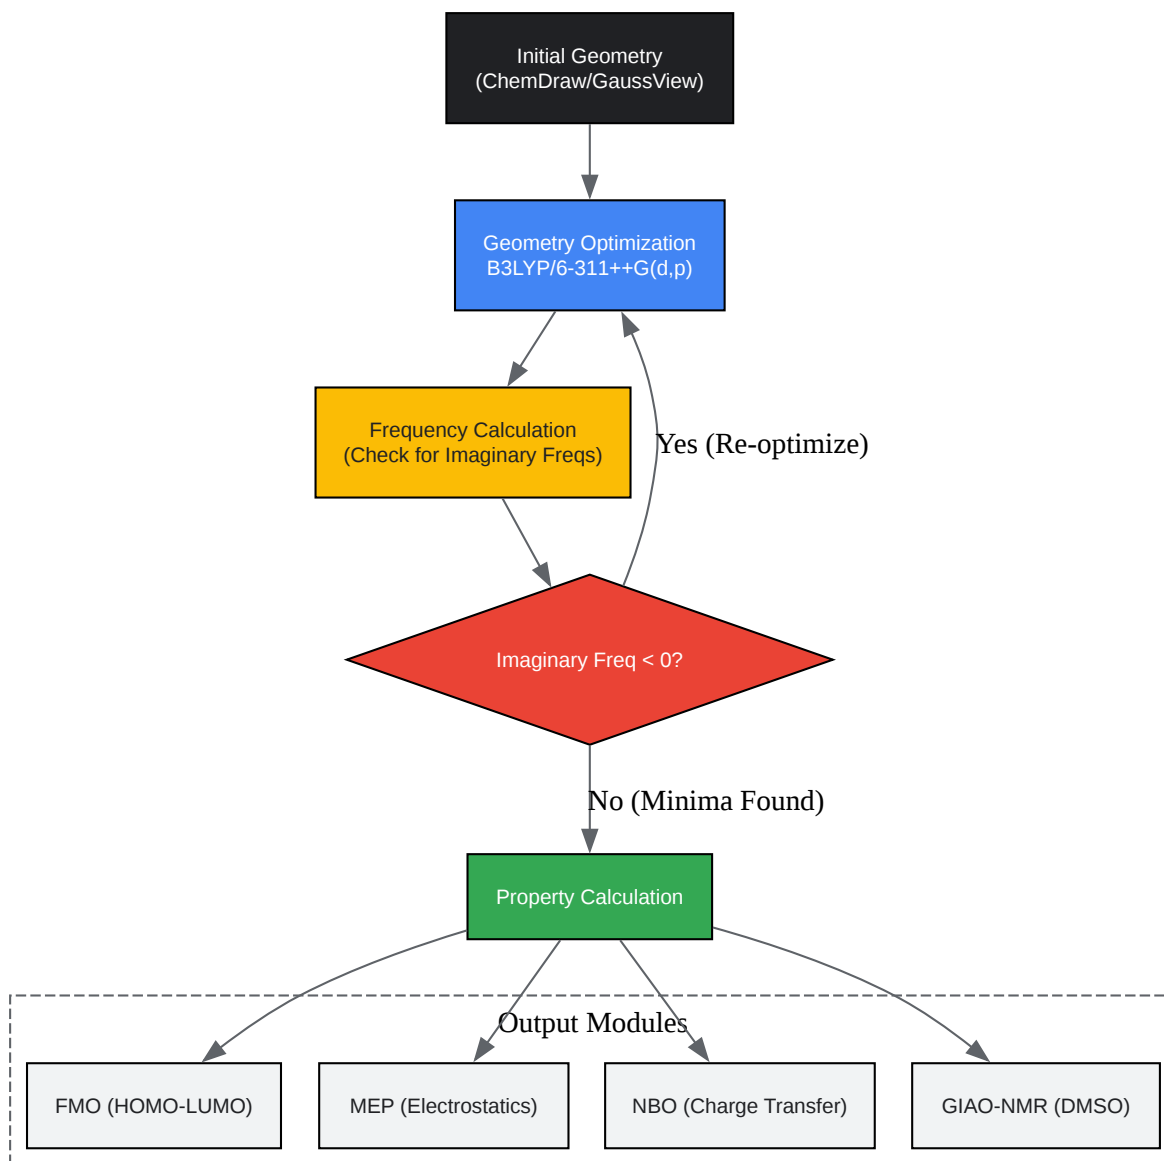 Initial Geometry
(ChemDraw/GaussView)
Geometry Optimization
B3LYP/6-311++G(d,p)
Frequency Calculation
(Check for Imaginary Freqs)
Yes (Re-optimize)
Imaginary Freq < 0?
No (Minima Found)
Property Calculation
Output Modules
FMO (HOMO-LUMO)
MEP (Electrostatics)
NBO (Charge Transfer)
GIAO-NMR (DMSO)